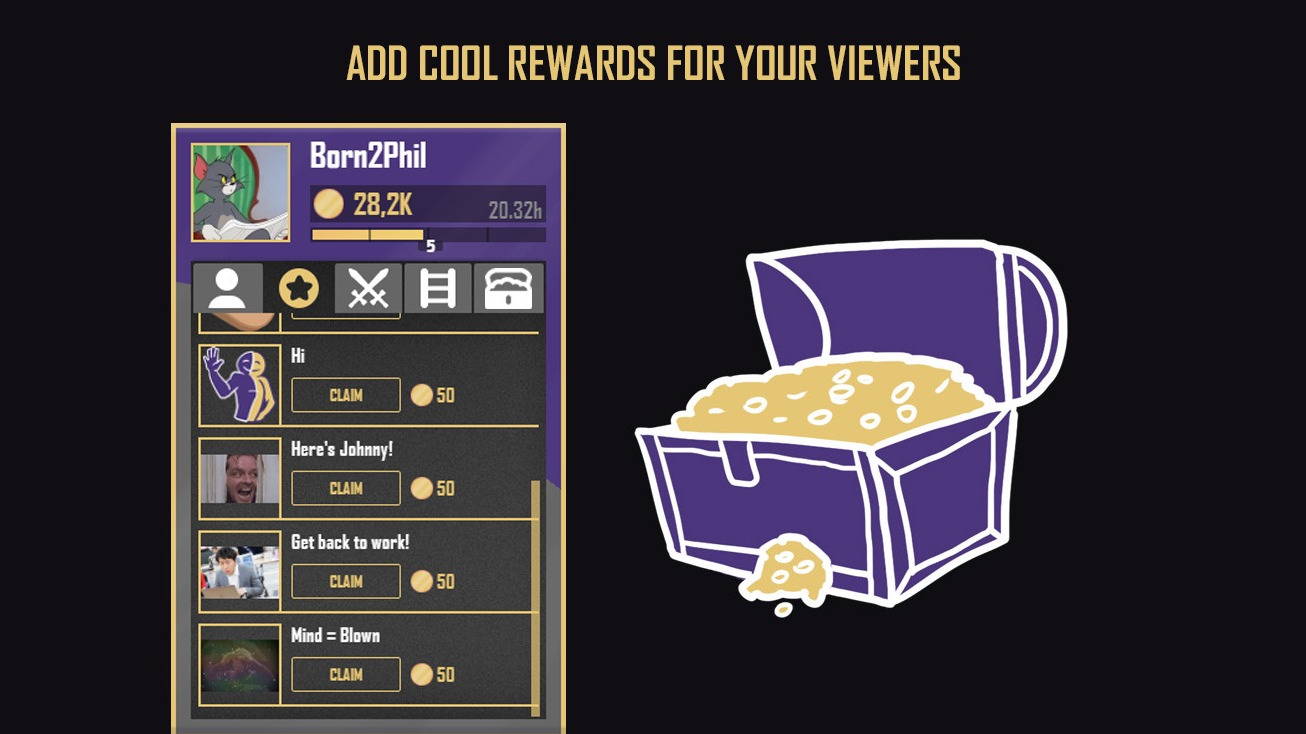 ADD COOL REWARDS FOR YOUR VIEWERS
Born2Phil
28,2K
20.32h
5
Hi
CLAIM
50
Here's Johnny!
CLAIM
50
Get back to work!
CLAIM
50
Mind = Blown
CLAIM
50